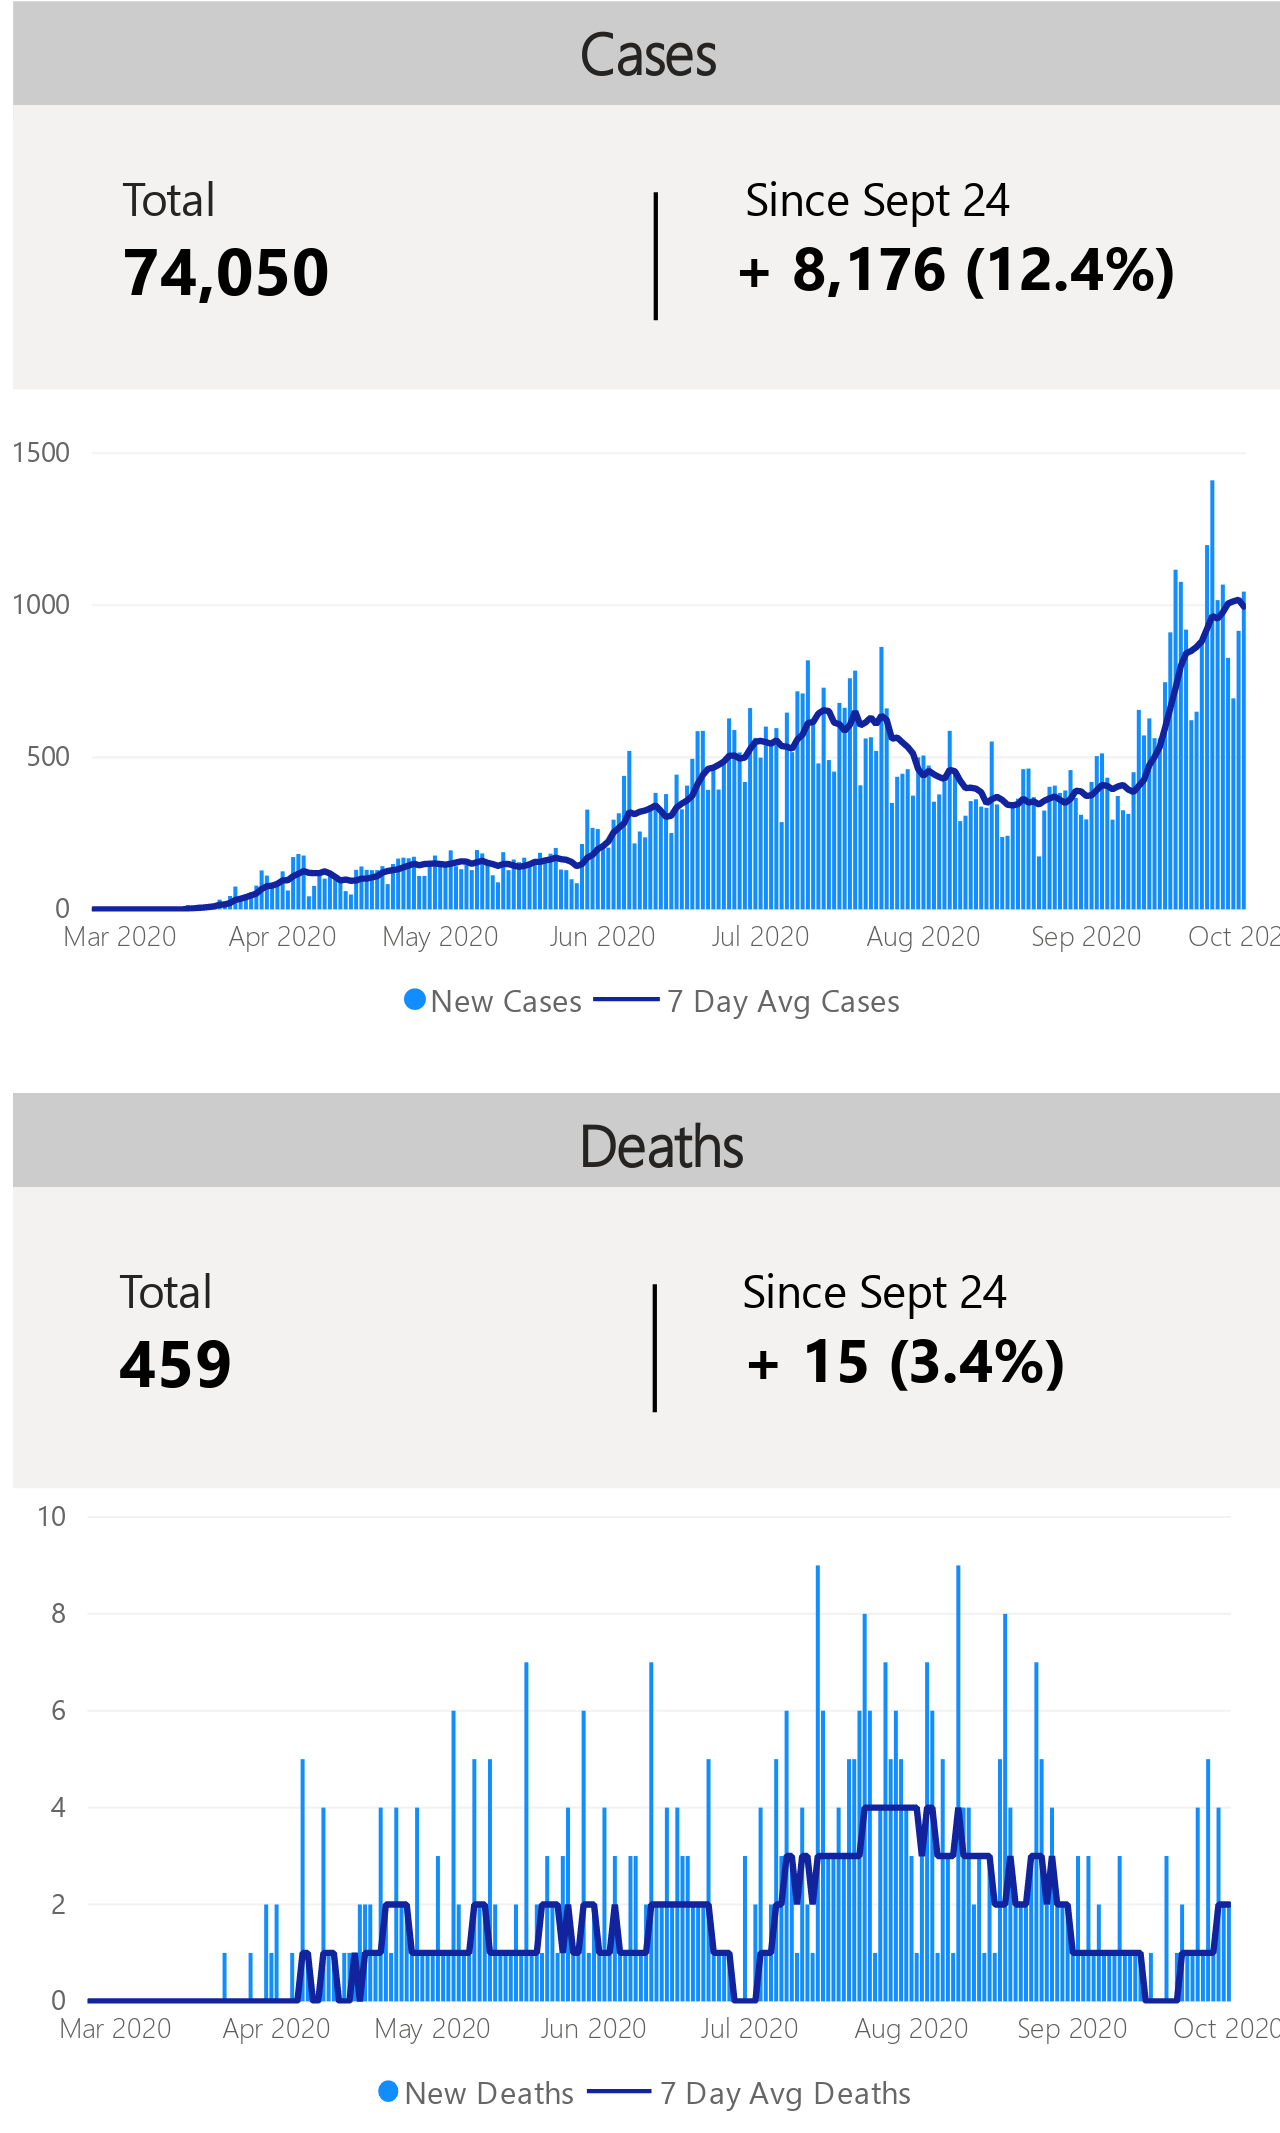 Cases
Total
Since Sept 24
74,050
+ 8,176 (12.4%)
1500
1000
500
0
Mar 2020 Apr 2020 May 2020 Jun 2020 Jul 2020 Aug 2020 Sep 2020 Oct 202
New Cases 7 Day Avg Cases
Deaths
Total
Since Sept 24
459
+ 15 (3.4%)
10
8
6
4
2
0
Mar 2020 Apr 2020 May 2020 Jun 2020 Jul 2020 Aug 2020 Sep 2020 Oct 2020
New Deaths 7 Day Avg Deaths